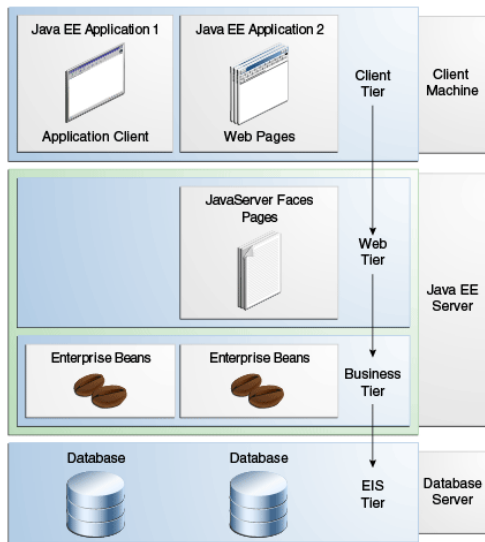 Java EE Application 1
Java EE Application 2
Application Client
Web Pages
Client
Tier
Client
Machine
JavaServer Faces
Pages
Web
Tier
Java EE
Server
Enterprise Beans
Enterprise Beans
Business
Tier
Database
Database
EIS
Tier
Database
Server